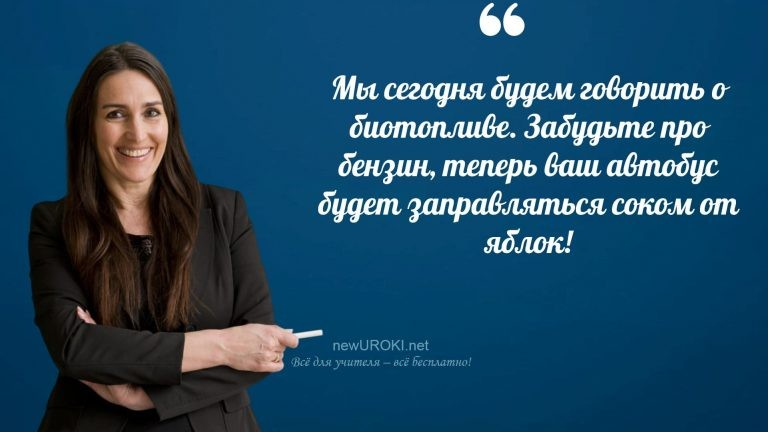 Мы сегодня будем говорить о
биотопливе. Забудьте про
бензин, теперь ваш автобус
будет заправляться соком от
яблок!
newUROKI.net
Всё для учителя – всё бесплатно!